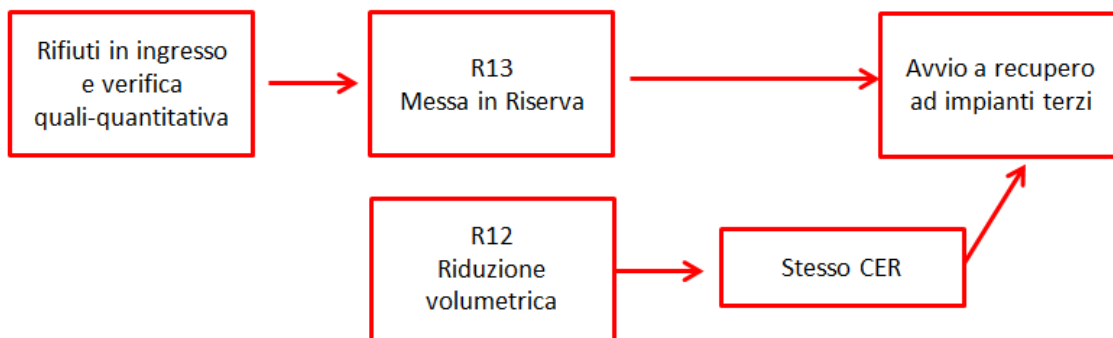 Rifiuti in ingresso
e verifica
quali-quantitativa
R13
Messa in Riserva
Avvio a recupero
ad impianti terzi
R12
Riduzione
volumetrica
Stesso CER